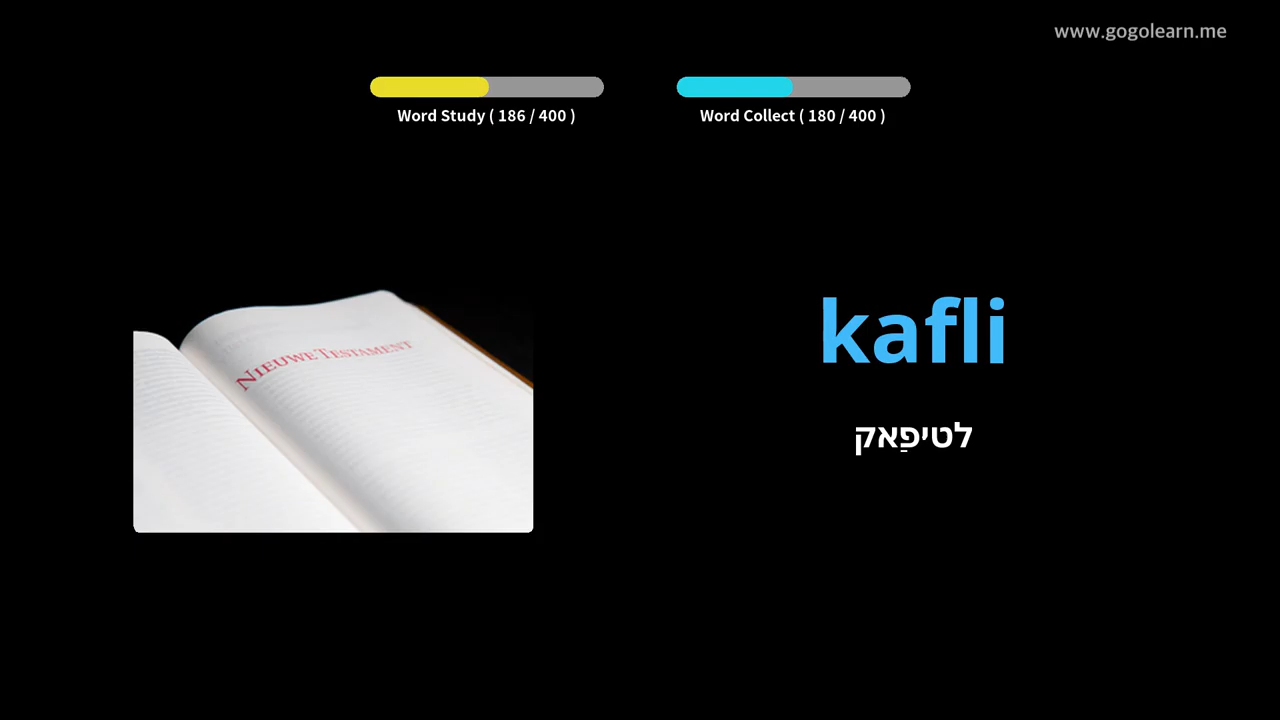 www.gogolearn.me
Word Study ( 186 / 400 )
Word Collect ( 180 / 400 )
NIEUWE TESTAMENT
kafli
לטיפַאק